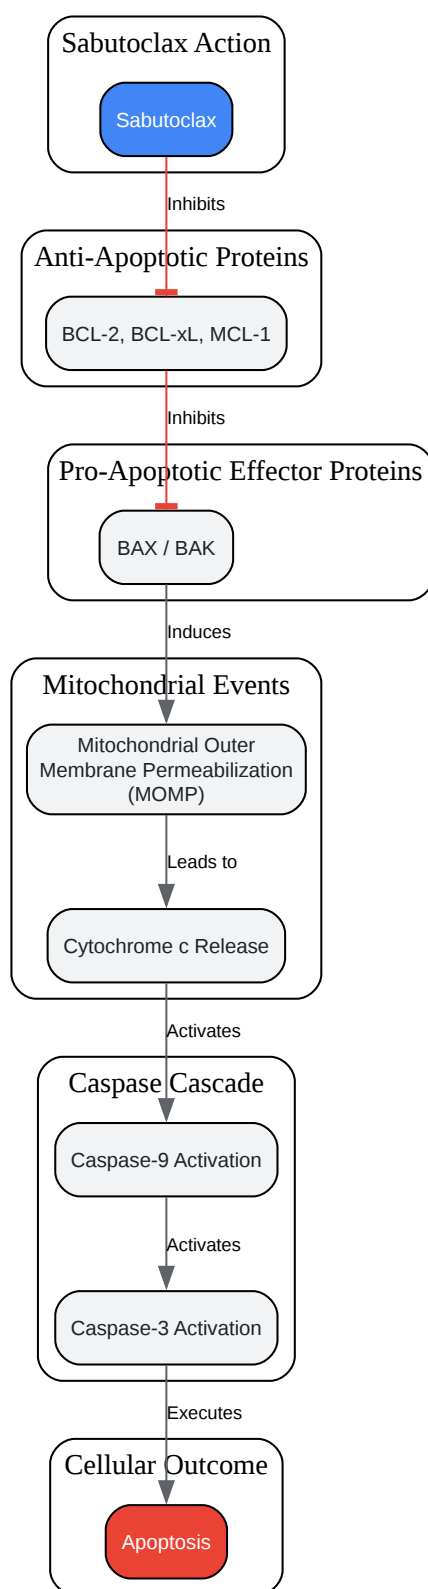 Sabutoclax Action
Sabutoclax
Inhibits
Anti-Apoptotic Proteins
BCL-2, BCL-xL, MCL-1
Inhibits
Pro-Apoptotic Effector Proteins
BAX / BAK
Induces
Mitochondrial Events
Mitochondrial Outer
Membrane Permeabilization
(MOMP)
Leads to
Cytochrome c Release
Activates
Caspase Cascade
Caspase-9 Activation
Activates
Caspase-3 Activation
Executes
Cellular Outcome
Apoptosis